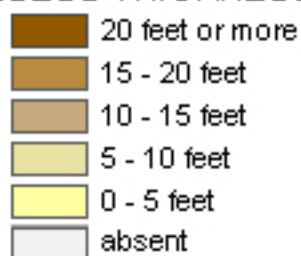 20 feet or more
15 - 20 feet
10 - 15 feet
5 - 10 feet
0 - 5 feet
absent